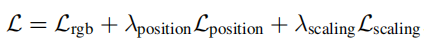 ℒ = ℒ_rgb + λ_position ℒ_position + λ_scaling ℒ_scaling